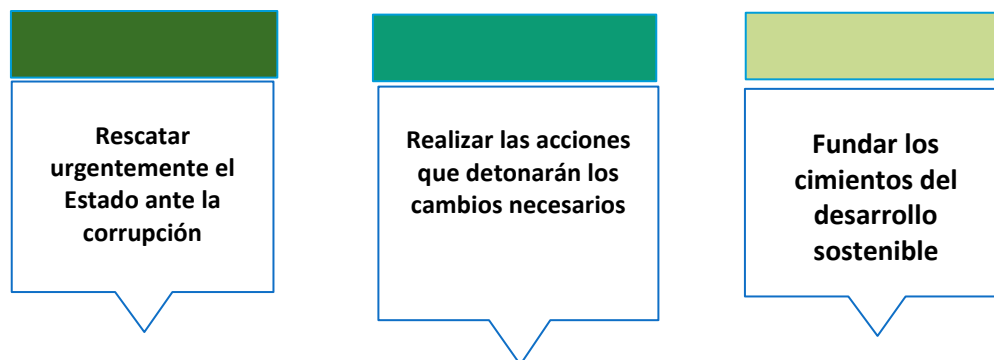 Rescatar
urgentemente el
Estado ante la
corrupción
Realizar las acciones
que detonarán los
cambios necesarios
Fundar los
cimientos del
desarrollo
sostenible